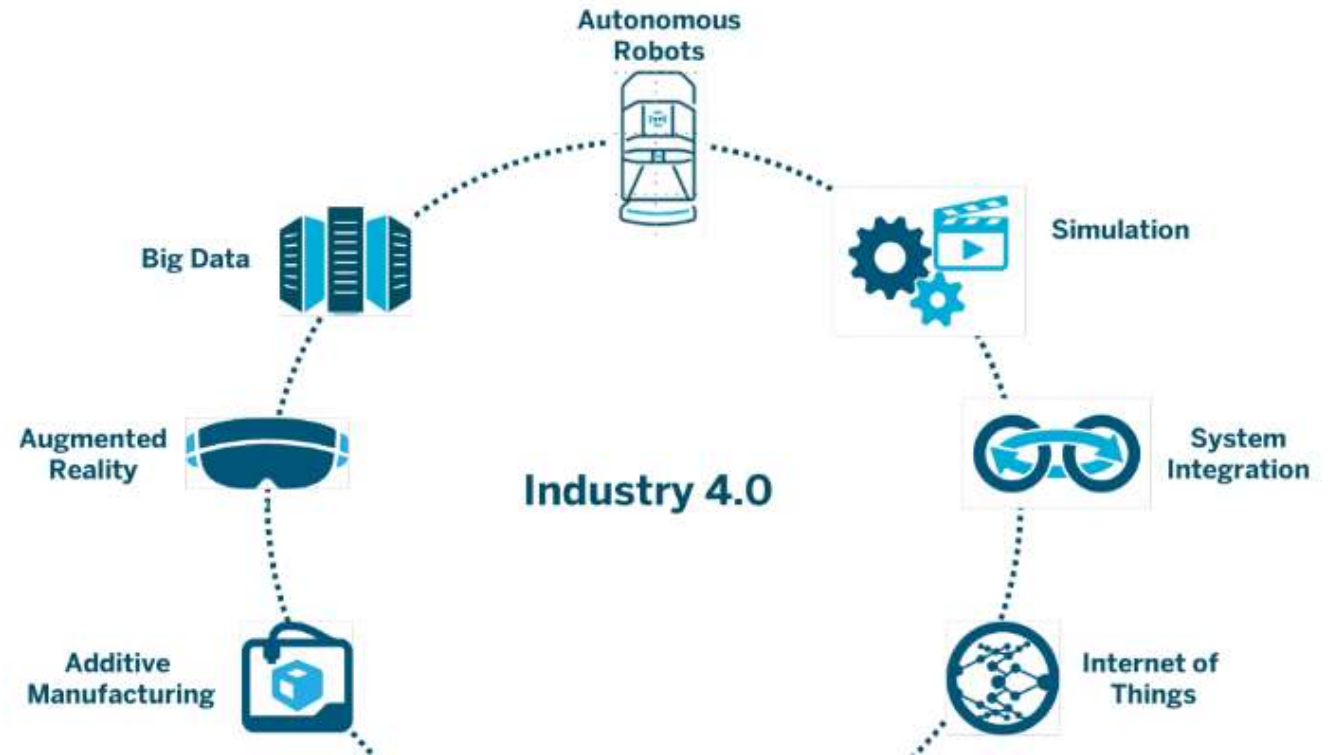 Autonomous
Robots
Simulation
Big Data
System
Integration
Augmented
Reality
Industry 4.0
Internet of
Things
Additive
Manufacturing